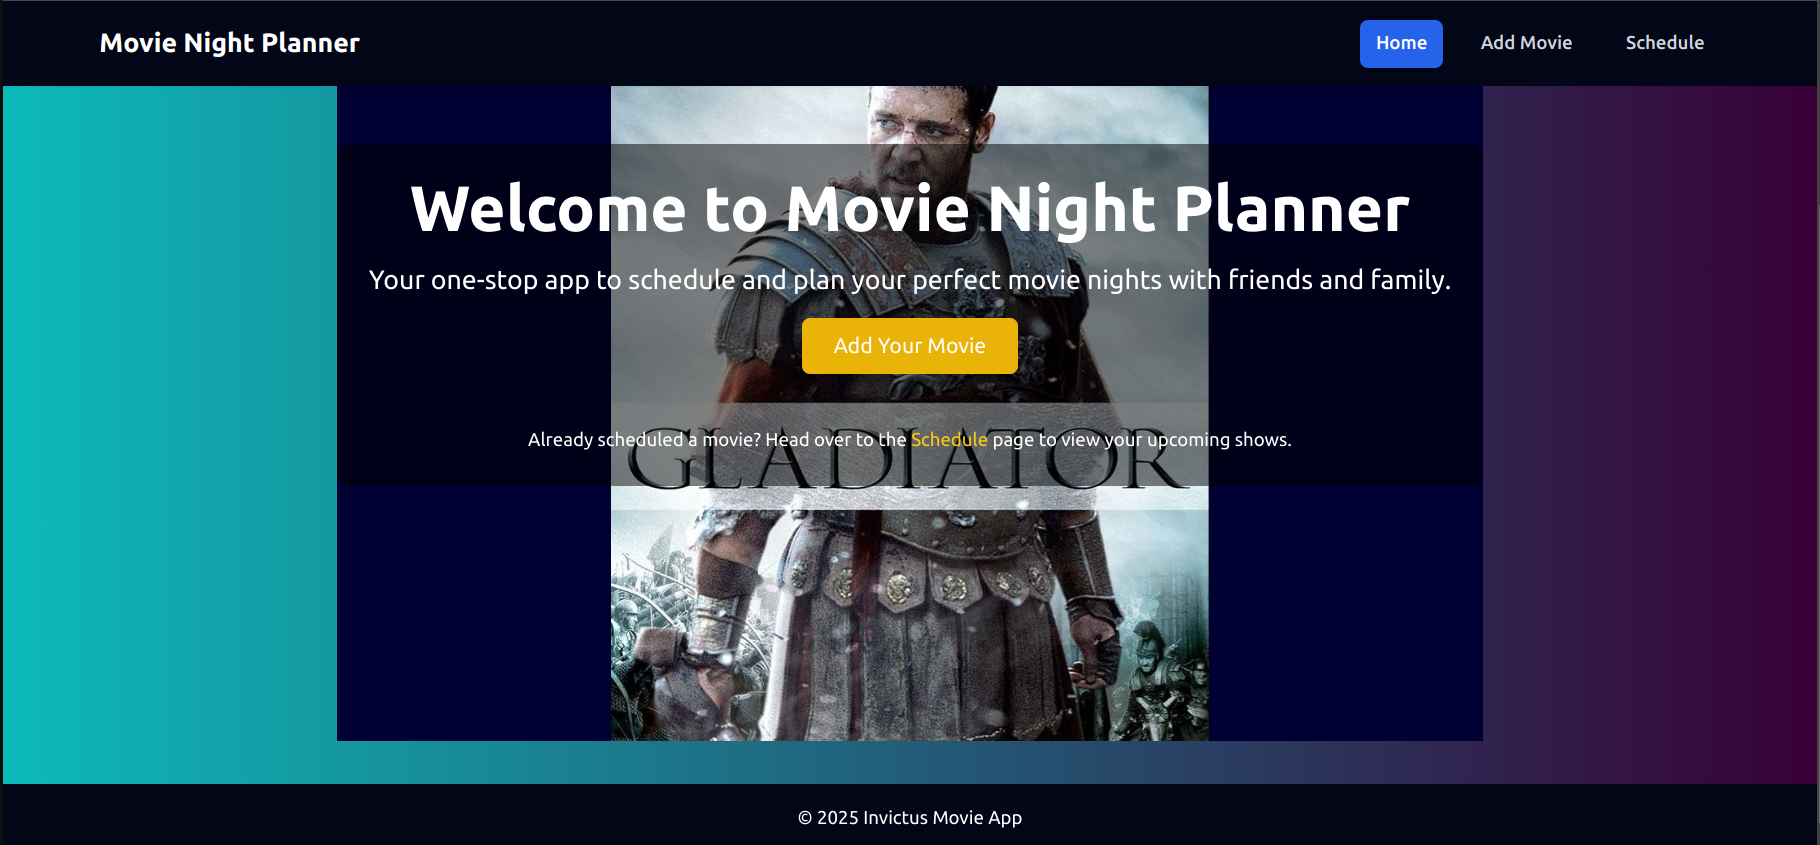 Movie Night Planner
Home
Add Movie
Schedule
Welcome to Movie Night Planner
Your one-stop app to schedule and plan your perfect movie nights with friends and family.
Add Your Movie
Already scheduled a movie? Head over to the Schedule page to view your upcoming shows.
GLADIATOR
© 2025 Invictus Movie App